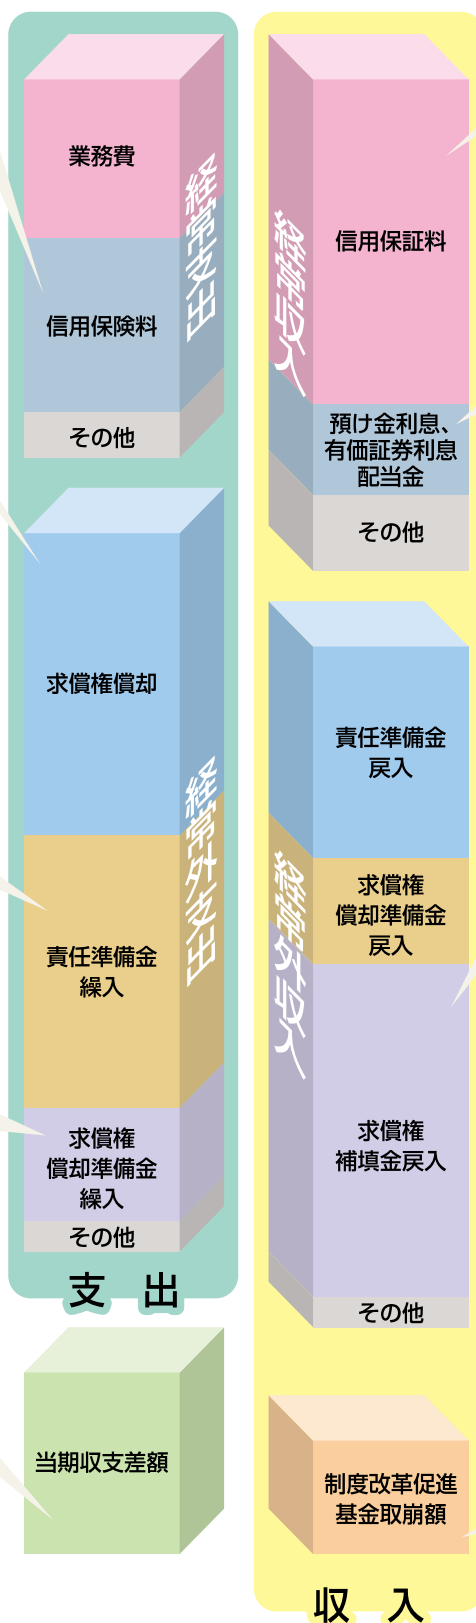 業務費
経常支出
信用保険料
その他
求償権償却
経常外支出
責任準備金
繰入
求償権
償却準備金
繰入
その他
支 出
当期収支差額
信用保証料
経常収入
預け金利息、
有価証券利息
配当金
その他
責任準備金
戻入
求償権
償却準備金
戻入
経常外収入
求償権
補填金戻入
その他
制度改革促進
基金取崩額
収 入